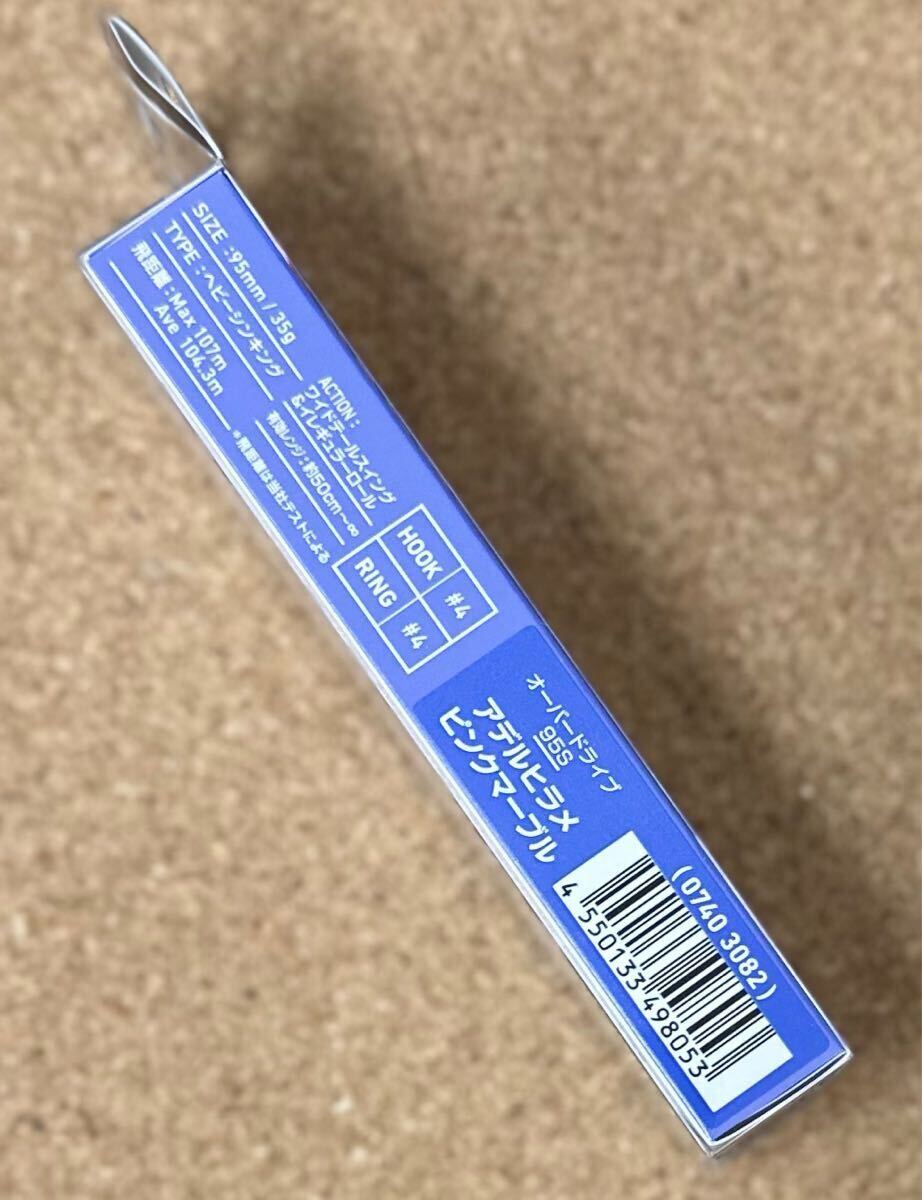 SIZE :95mm / 35g
TYPE :ヘビーシンキング
飛距離:Max 107m
Ave 104.3m
ACTION:
ワイドテールスイング
&イレギュラーロール
有効レンジ:約50cm~∞
*飛距離は当社テストによる
HOOK #4
RING #4
オーバードライブ
95S
アデルヒラメ
ピンクマーブル
(0740 3082)
4 550133 498053